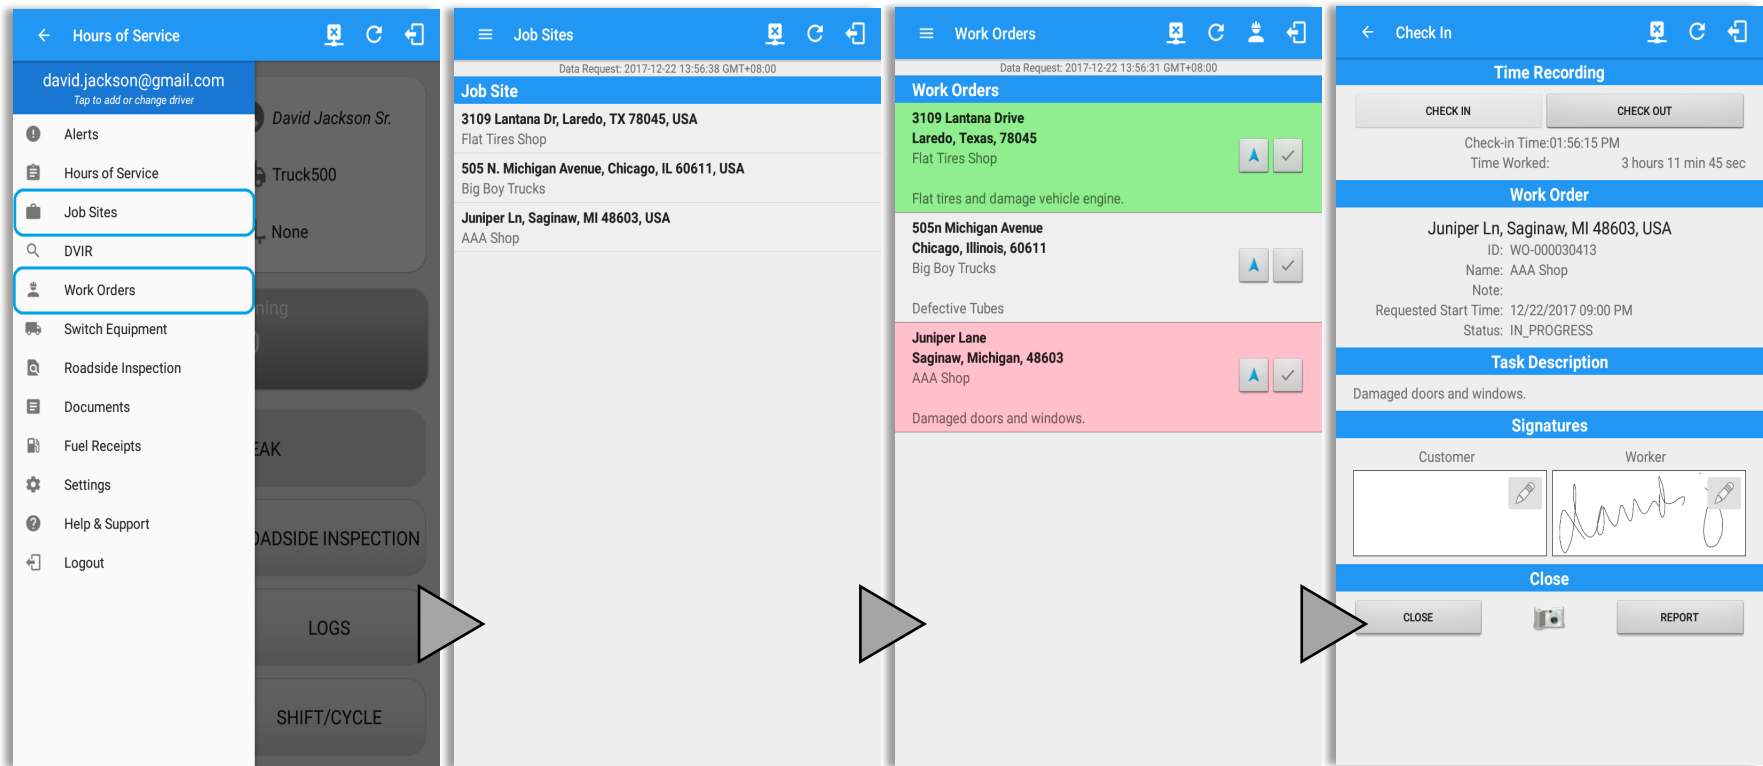 Hours of Service
david.jackson@gmail.com
Tap to add or change driver
Alerts
Hours of Service
Job Sites
DVIR
Work Orders
Switch Equipment
Roadside Inspection
Documents
Fuel Receipts
Settings
Help & Support
Logout
David Jackson Sr.
Truck500
None
ning
EAK
OADSIDE INSPECTION
LOGS
SHIFT/CYCLE
Job Sites
Data Request: 2017-12-22 13:56:38 GMT+08:00
Job Site
3109 Lantana Dr, Laredo, TX 78045, USA
Flat Tires Shop
505 N. Michigan Avenue, Chicago, IL 60611, USA
Big Boy Trucks
Juniper Ln, Saginaw, MI 48603, USA
AAA Shop
Work Orders
Data Request: 2017-12-22 13:56:31 GMT+08:00
Work Orders
3109 Lantana Drive
Laredo, Texas, 78045
Flat Tires Shop
Flat tires and damage vehicle engine.
505n Michigan Avenue
Chicago, Illinois, 60611
Big Boy Trucks
Defective Tubes
Juniper Lane
Saginaw, Michigan, 48603
AAA Shop
Damaged doors and windows.
Check In
Time Recording
CHECK IN CHECK OUT
Check-in Time:01:56:15 PM
Time Worked: 3 hours 11 min 45 sec
Work Order
Juniper Ln, Saginaw, MI 48603, USA
ID: WO-000030413
Name: AAA Shop
Note:
Requested Start Time: 12/22/2017 09:00 PM
Status: IN_PROGRESS
Task Description
Damaged doors and windows.
Signatures
Customer Worker
Close
CLOSE REPORT